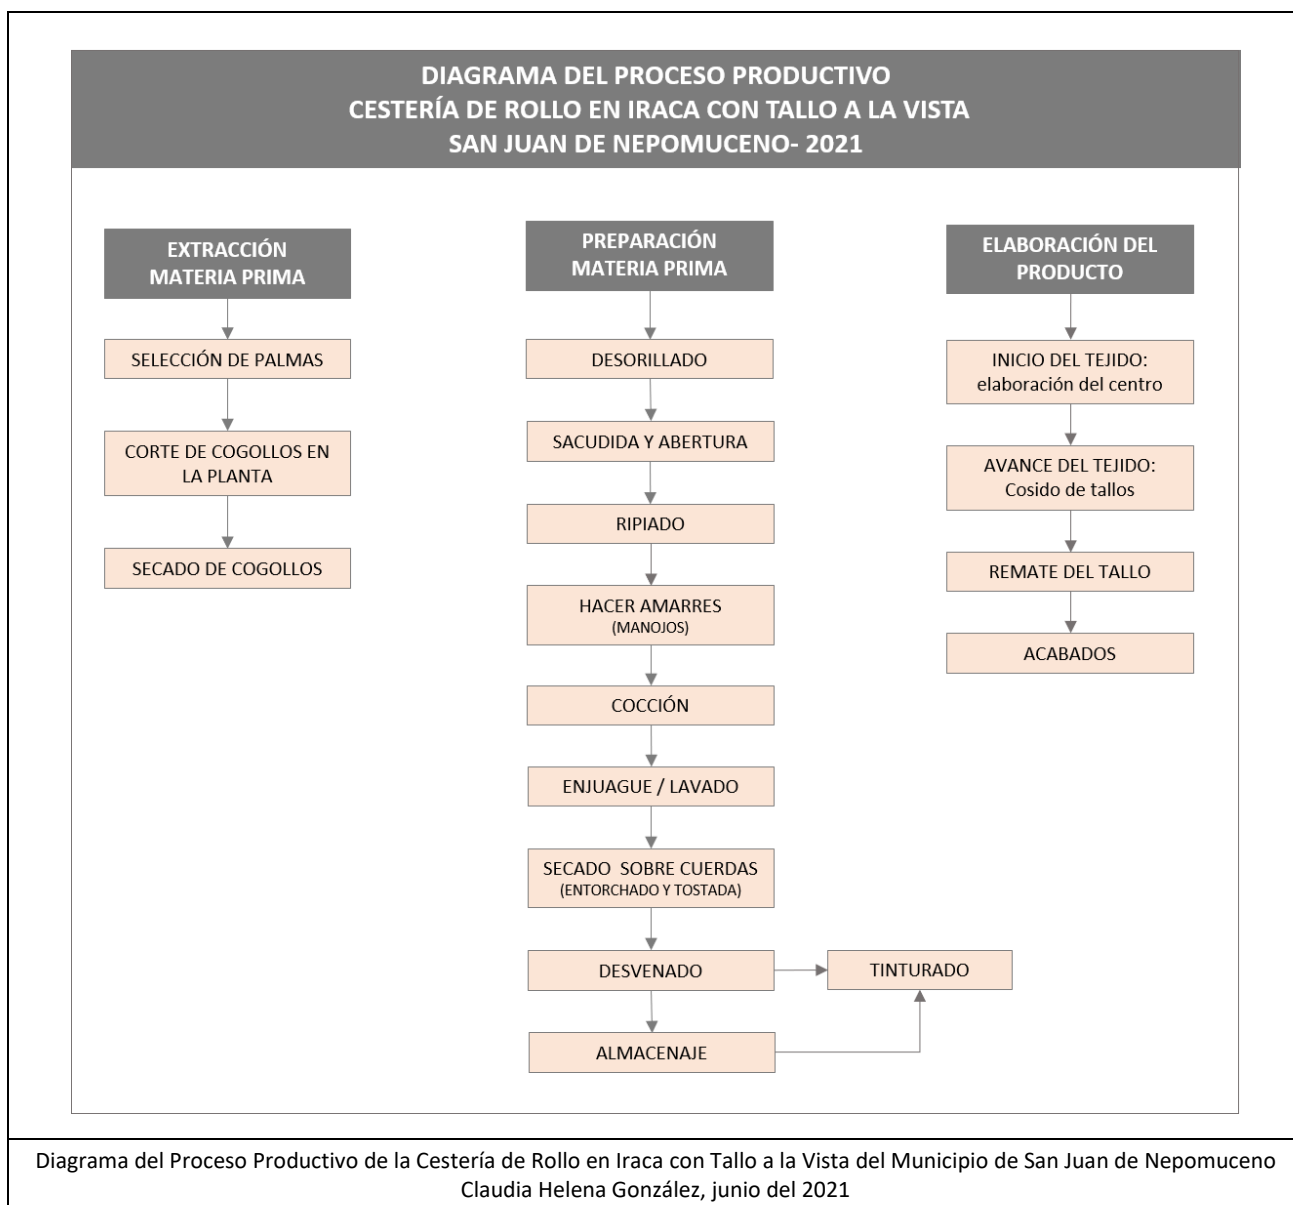 DIAGRAMA DEL PROCESO PRODUCTIVO
CESTERÍA DE ROLLO EN IRACA CON TALLO A LA VISTA
SAN JUAN DE NEPOMUCENO- 2021
EXTRACCIÓN
MATERIA PRIMA
SELECCIÓN DE PALMAS
CORTE DE COGOLLOS EN
LA PLANTA
SECADO DE COGOLLOS
PREPARACIÓN
MATERIA PRIMA
DESORILLADO
SACUDIDA Y ABERTURA
RIPIADO
HACER AMARRES
(MANOJOS)
COCCIÓN
ENJUAGUE / LAVADO
SECADO SOBRE CUERDAS
(ENTORCHADO Y TOSTADA)
DESVENADO
TINTURADO
ALMACENAJE
ELABORACIÓN DEL
PRODUCTO
INICIO DEL TEJIDO:
elaboración del centro
AVANCE DEL TEJIDO:
Cosido de tallos
REMATE DEL TALLO
ACABADOS
Diagrama del Proceso Productivo de la Cestería de Rollo en Iraca con Tallo a la Vista del Municipio de San Juan de Nepomuceno
Claudia Helena González, junio del 2021